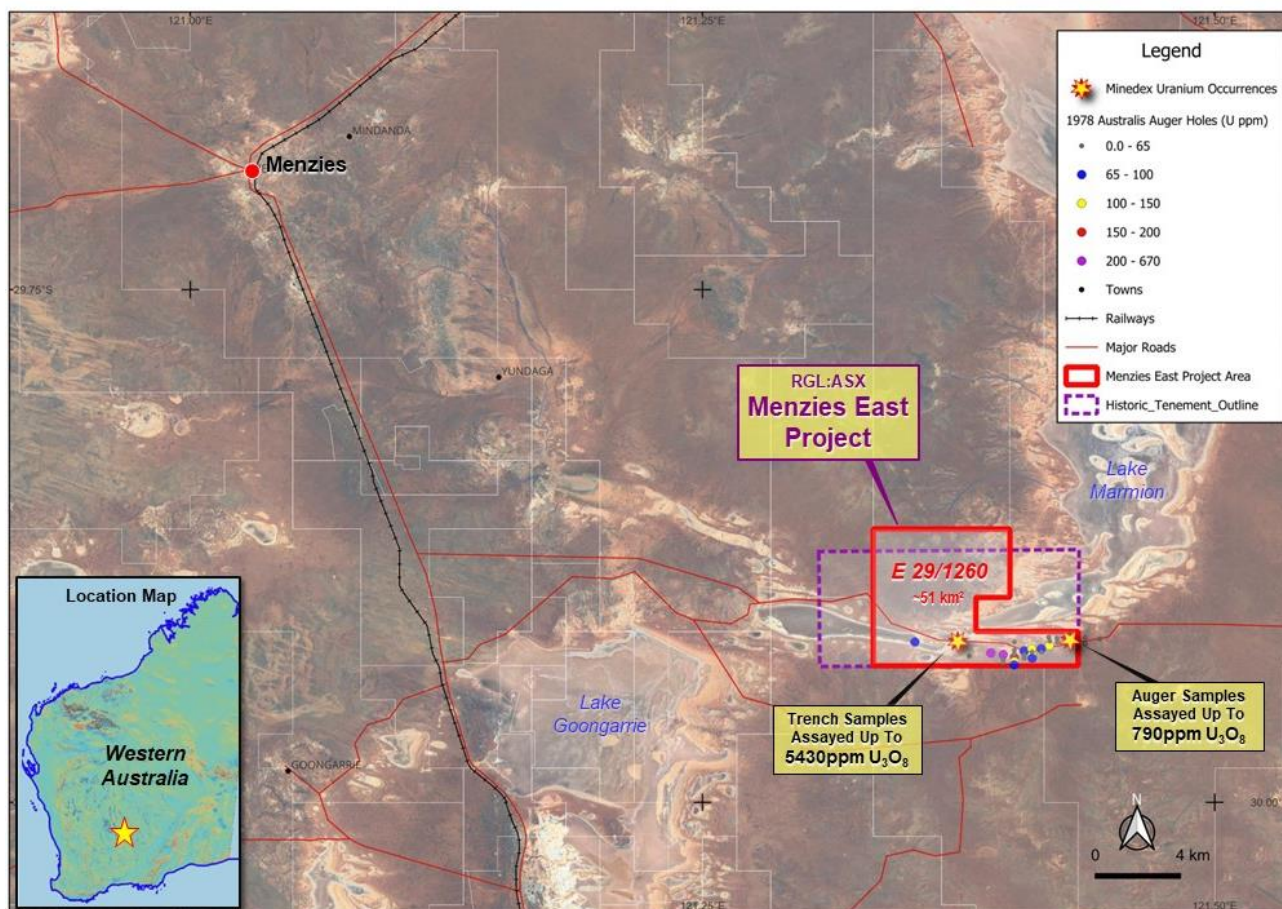 121.00°E
121.25°E
121.50°E
Legend
Minedex Uranium Occurrences
1978 Australis Auger Holes (U ppm)
0.0 - 65
65 - 100
100 - 150
150 - 200
200 - 670
Towns
Railways
Major Roads
Menzies East Project Area
Historic_Tenement_Outline
MINDANDA
Menzies
29.75°S
YUNDAGA
RGL:ASX
Menzies East
Project
Lake
Marmion
E 29/1260
~51 km²
Location Map
Western
Australia
Lake
Goongarrie
GOONGARRIE
Trench Samples
Assayed Up To
5430ppm U₃O₈
Auger Samples
Assayed Up To
790ppm U₃O₈
30.00
N
0 4 km
121.25°E
121.50°E